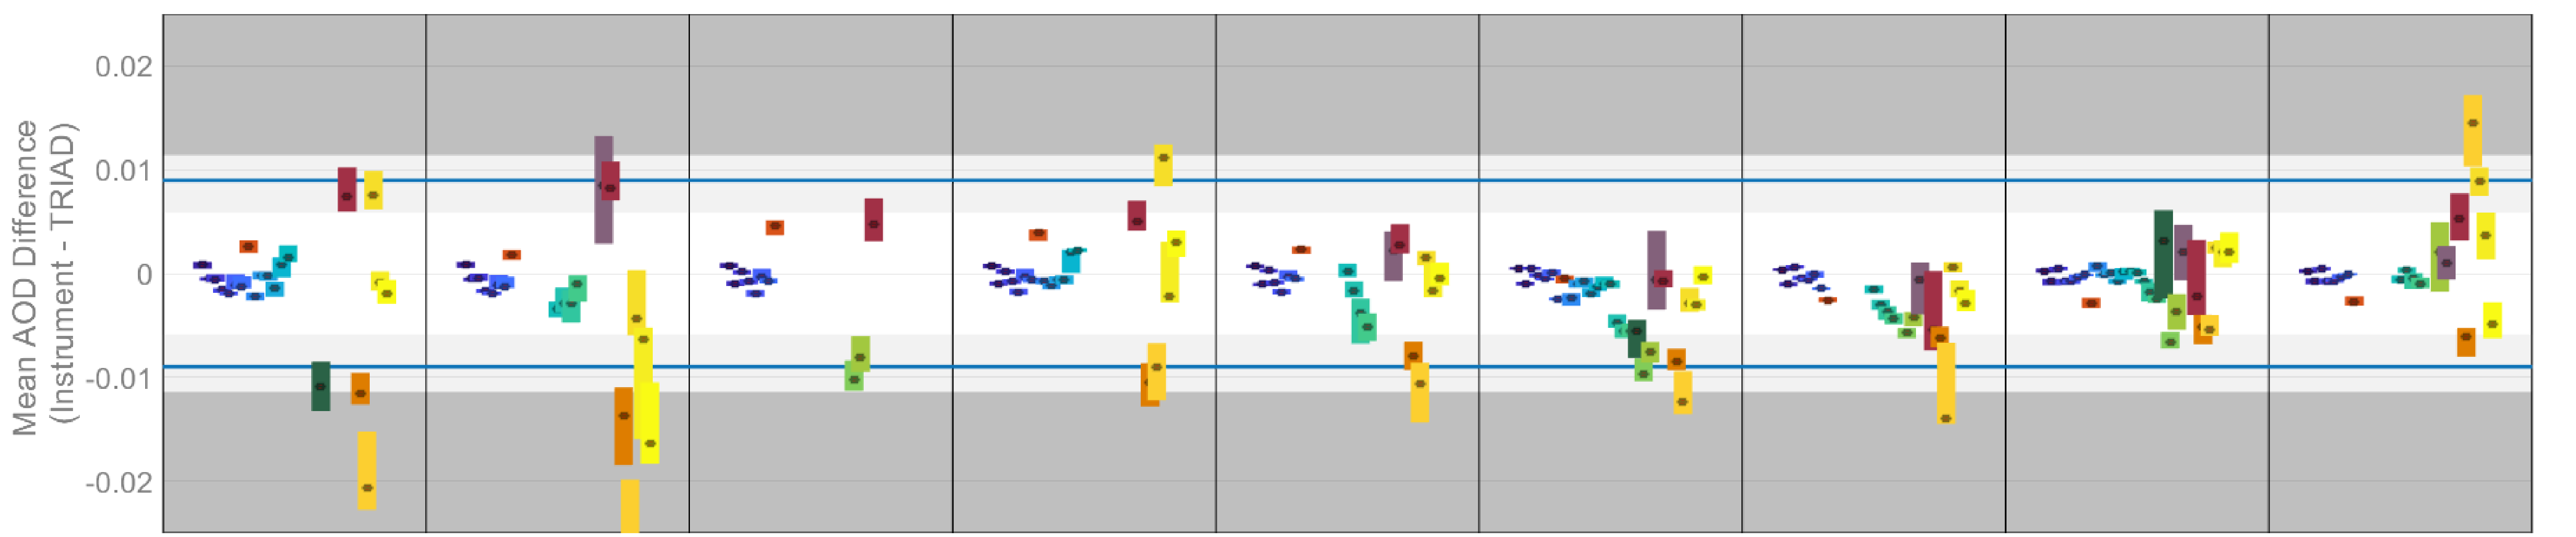 Mean AOD Difference
(Instrument - TRIAD)
0.02
0.01
0
-0.01
-0.02